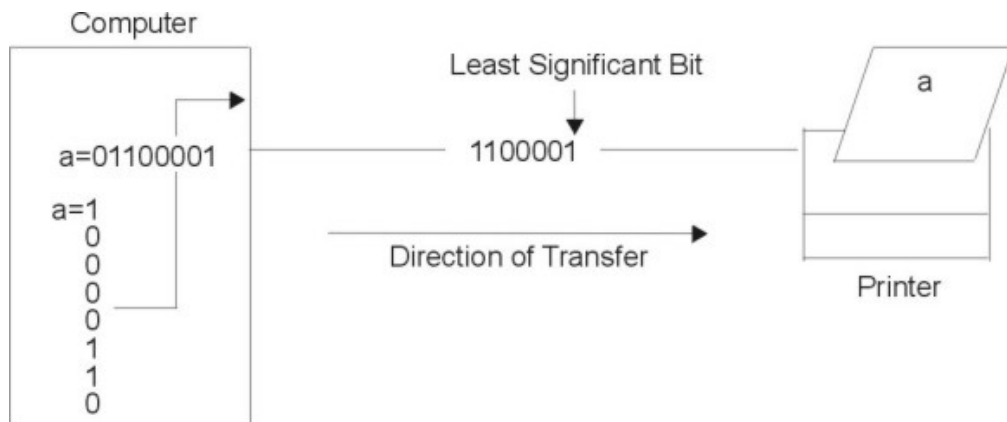 Computer
Least Significant Bit
a
a=01100001
1100001
a=1
0
0
0
0
1
1
0
Direction of Transfer
Printer